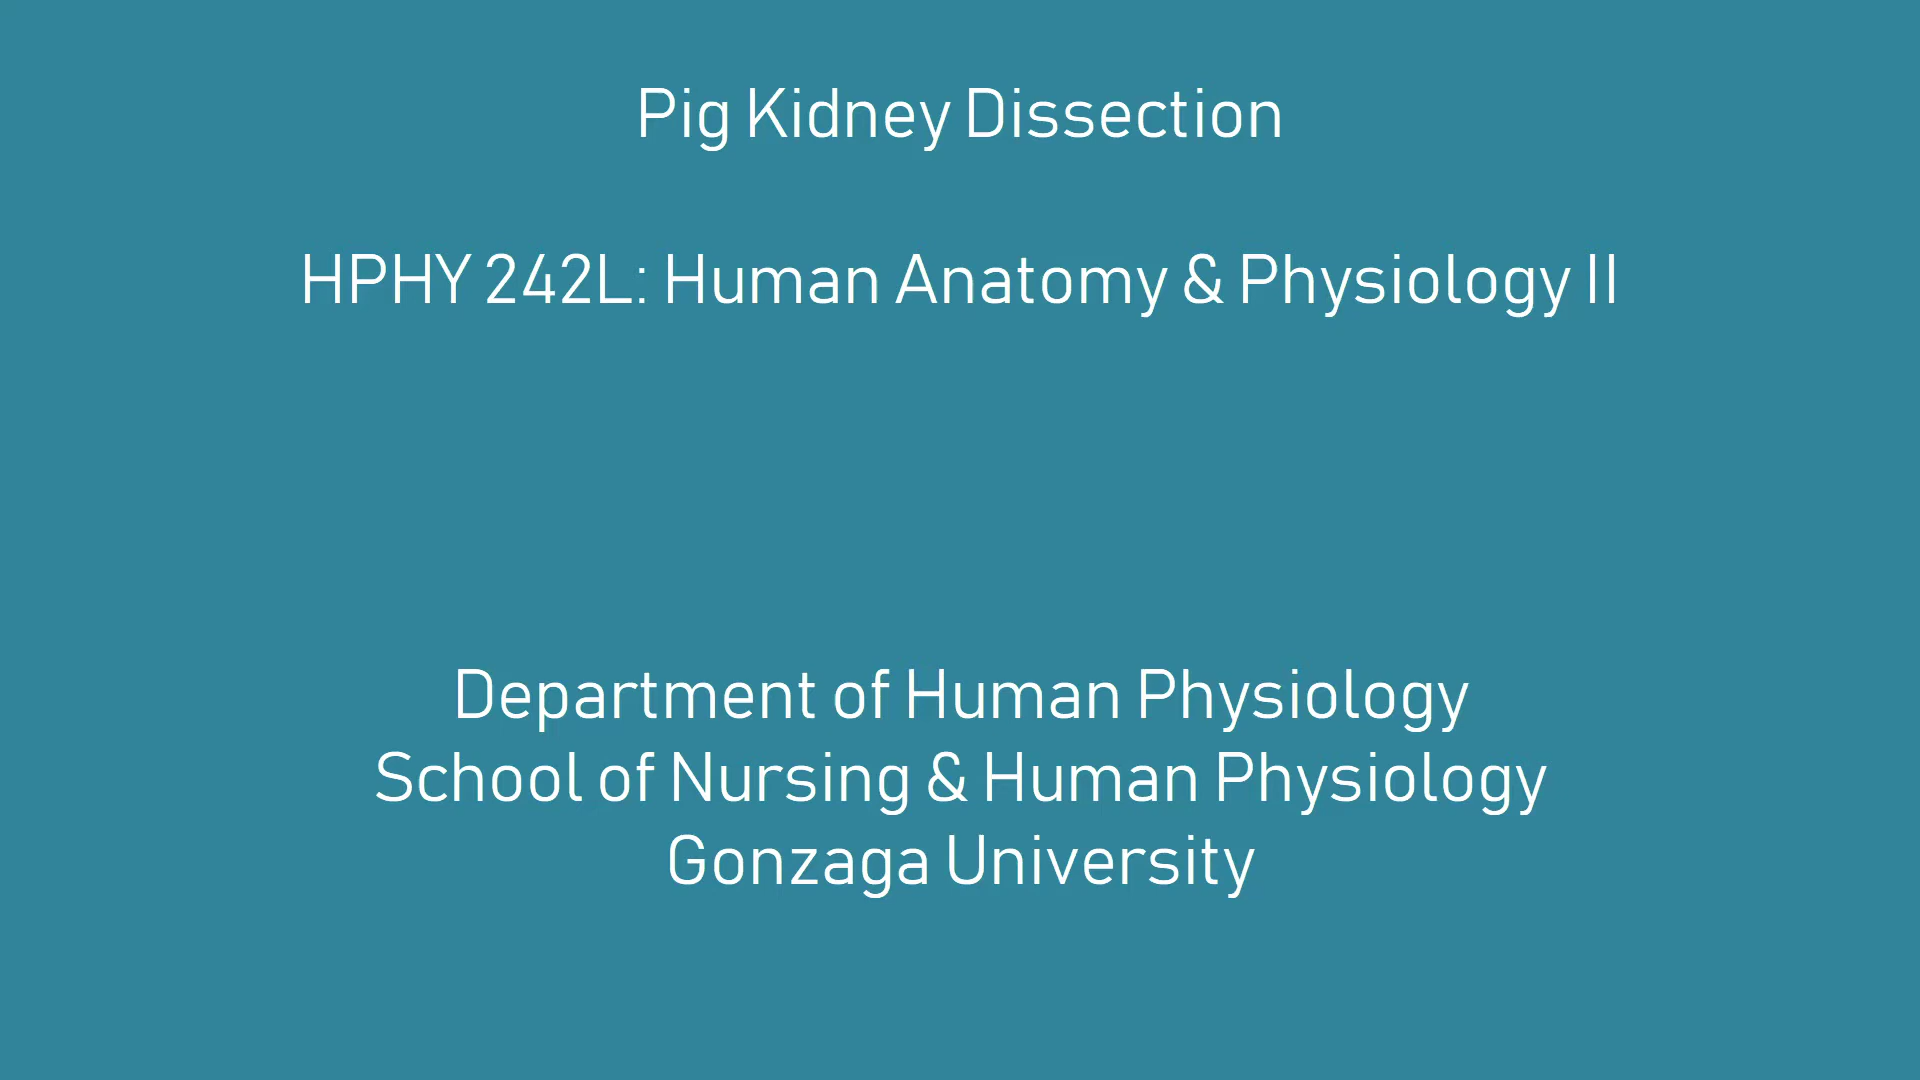 Pig Kidney Dissection
HPHY 242L: Human Anatomy & Physiology II
Department of Human Physiology
School of Nursing & Human Physiology
Gonzaga University